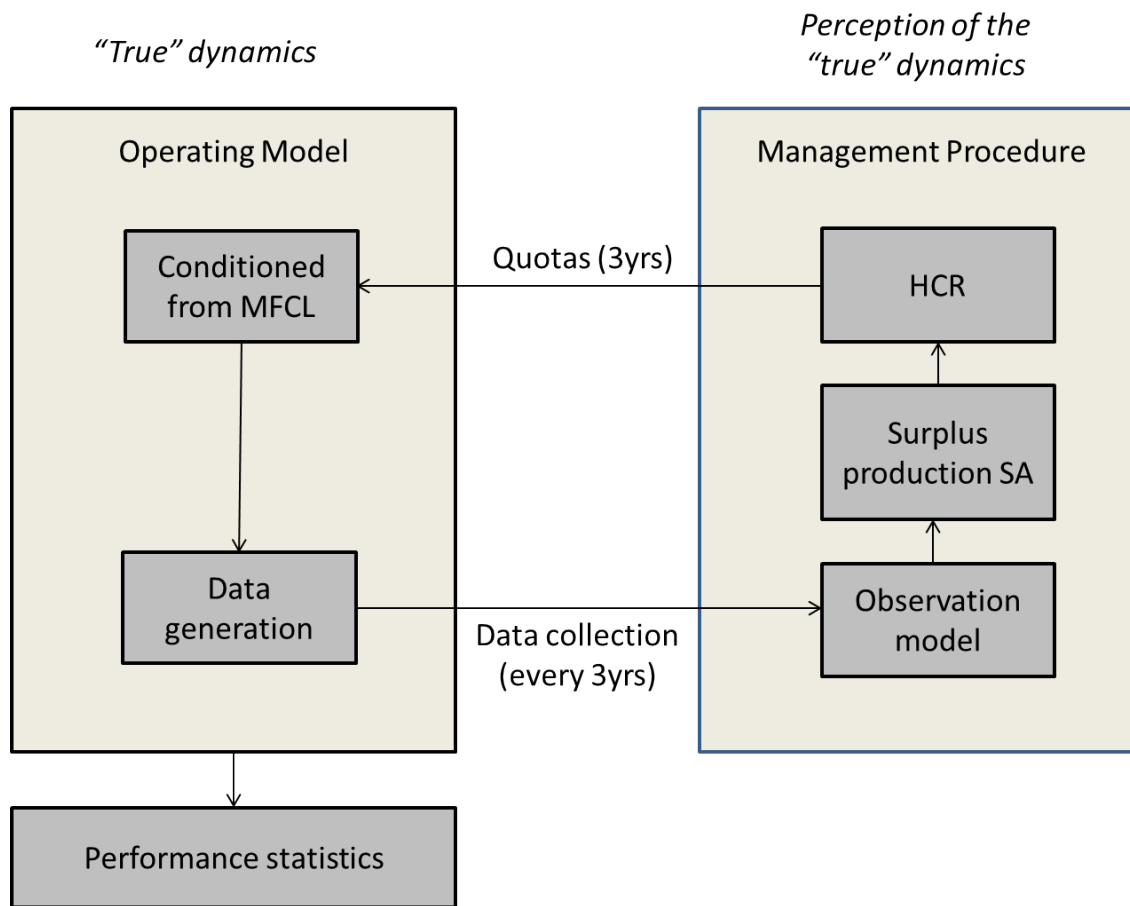 “True” dynamics
Perception of the
“true” dynamics
Operating Model
Management Procedure
Conditioned
from MFCL
Quotas (3yrs)
HCR
Surplus
production SA
Data
generation
Data collection
(every 3yrs)
Observation
model
Performance statistics